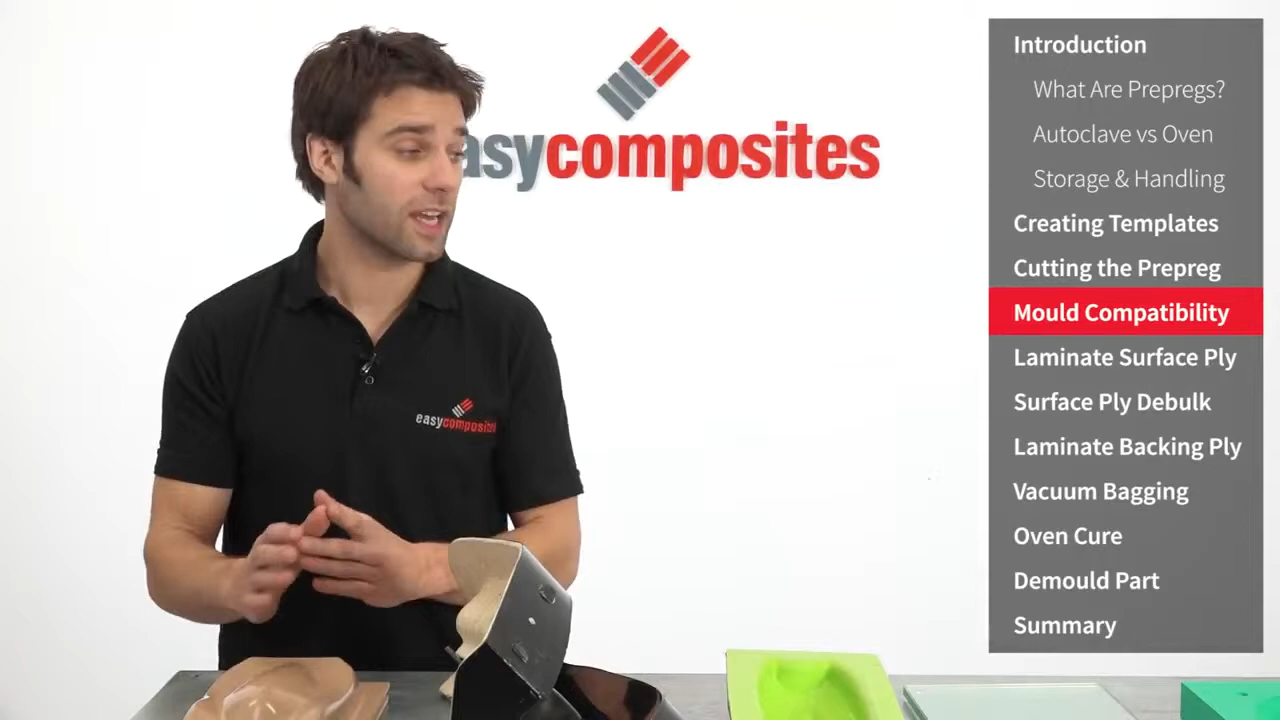 asycomposites
easycomposites
Introduction
What Are Prepregs?
Autoclave vs Oven
Storage & Handling
Creating Templates
Cutting the Prepreg
Mould Compatibility
Laminate Surface Ply
Surface Ply Debulk
Laminate Backing Ply
Vacuum Bagging
Oven Cure
Demould Part
Summary